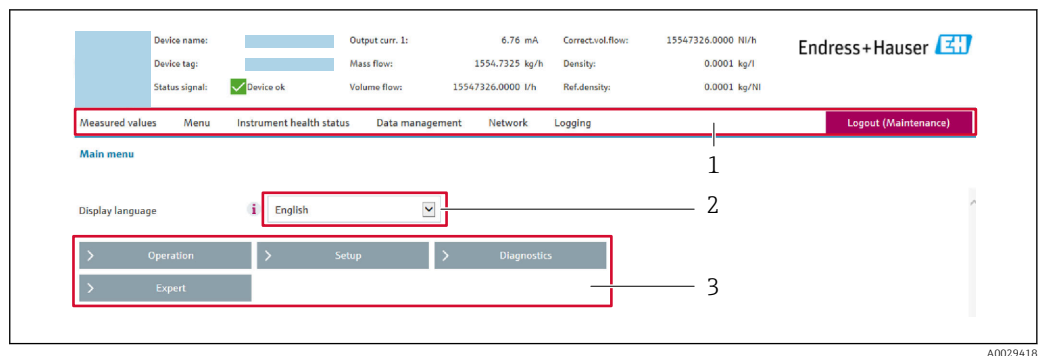 Device name: Output curr. 1: 6.76 mA Correct.vol.flow: 15547326.0000 Nl/h
Endress+Hauser EH
Device tag: Mass flow: 1554.7325 kg/h Density: 0.0001 kg/l
Status signal: Device ok Volume flow: 15547326.0000 l/h Ref.density: 0.0001 kg/Nl
Measured values Menu Instrument health status Data management Network Logging Logout (Maintenance)
1
Main menu
Display language i English 2
> Operation > Setup > Diagnostics
> Expert 3
A0029418